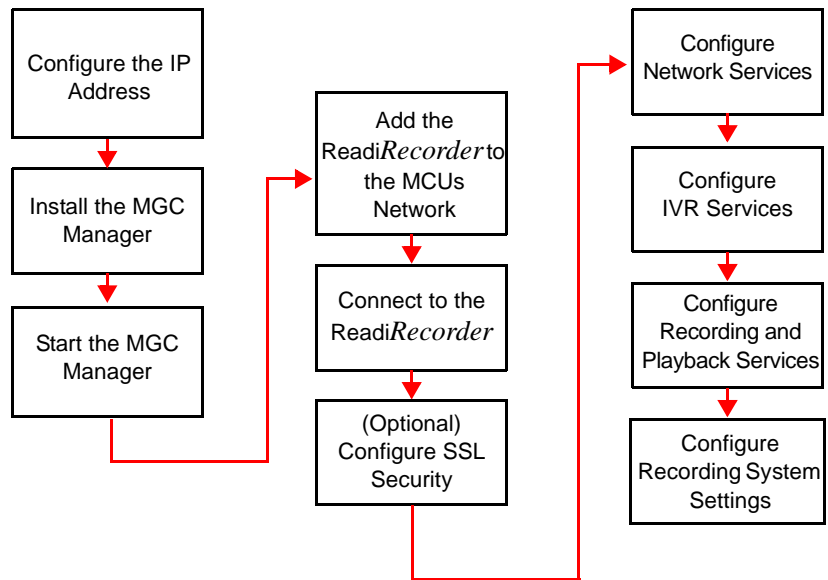 Configure the IP
Address
Install the MGC
Manager
Start the MGC
Manager
Add the
ReadiRecorder to
the MCUs
Network
Connect to the
ReadiRecorder
(Optional)
Configure SSL
Security
Configure
Network Services
Configure
IVR Services
Configure
Recording and
Playback Services
Configure
Recording System
Settings